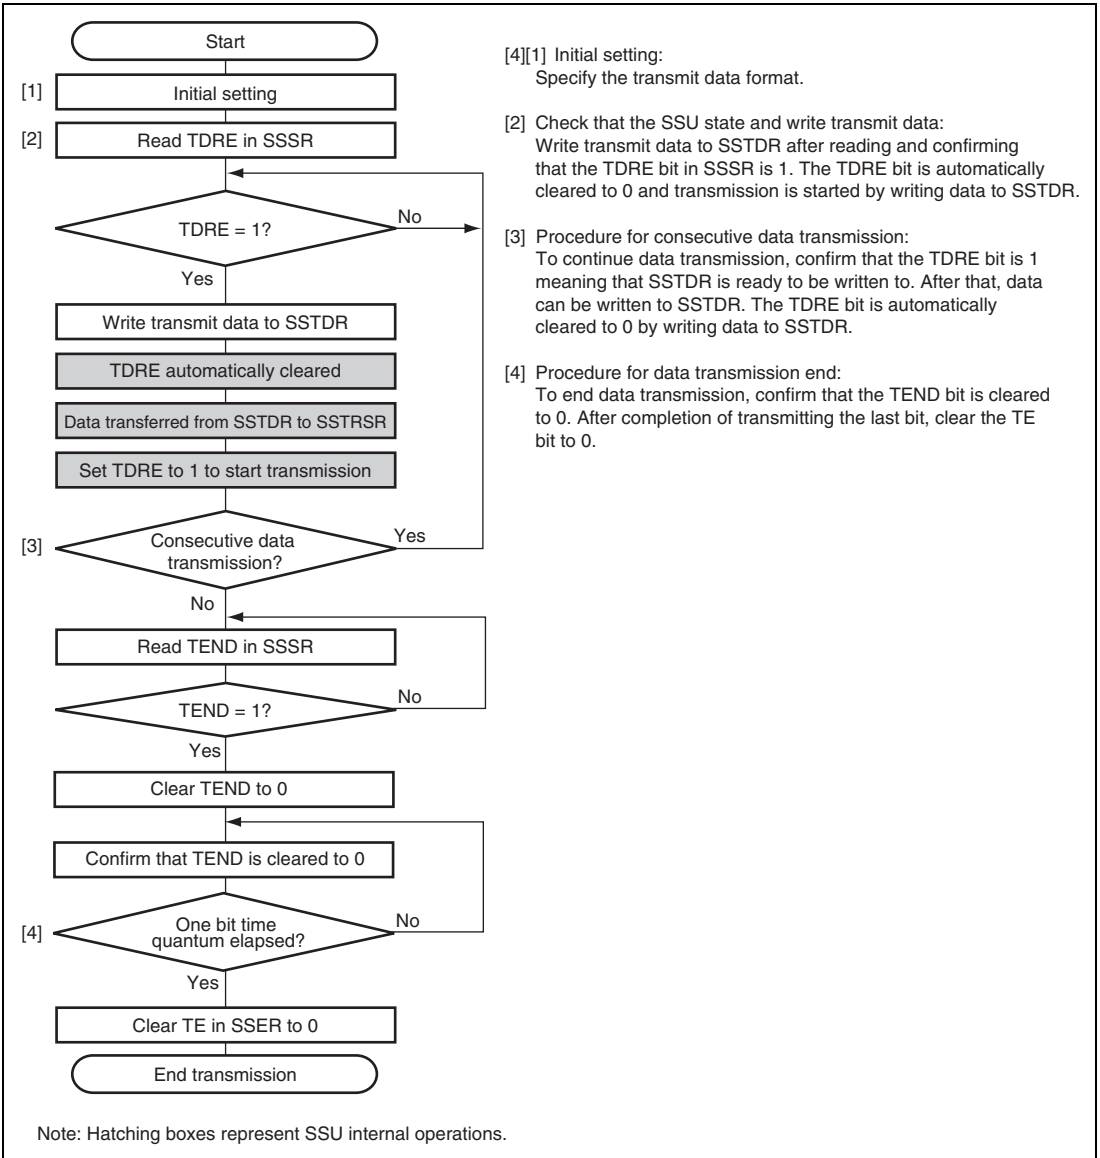 Start
[1]
Initial setting
[2]
Read TDRE in SSSR
TDRE = 1?
No
Yes
Write transmit data to SSTDR
TDRE automatically cleared
Data transferred from SSTDR to SSTRSR
Set TDRE to 1 to start transmission
[3]
Consecutive data
transmission?
Yes
No
Read TEND in SSSR
TEND = 1?
No
Yes
Clear TEND to 0
Confirm that TEND is cleared to 0
[4]
One bit time
quantum elapsed?
No
Yes
Clear TE in SSER to 0
End transmission
[4][1] Initial setting:
Specify the transmit data format.
[2] Check that the SSU state and write transmit data:
Write transmit data to SSTDR after reading and confirming
that the TDRE bit in SSSR is 1. The TDRE bit is automatically
cleared to 0 and transmission is started by writing data to SSTDR.
[3] Procedure for consecutive data transmission:
To continue data transmission, confirm that the TDRE bit is 1
meaning that SSTDR is ready to be written to. After that, data
can be written to SSTDR. The TDRE bit is automatically
cleared to 0 by writing data to SSTDR.
[4] Procedure for data transmission end:
To end data transmission, confirm that the TEND bit is cleared
to 0. After completion of transmitting the last bit, clear the TE
bit to 0.
Note: Hatching boxes represent SSU internal operations.